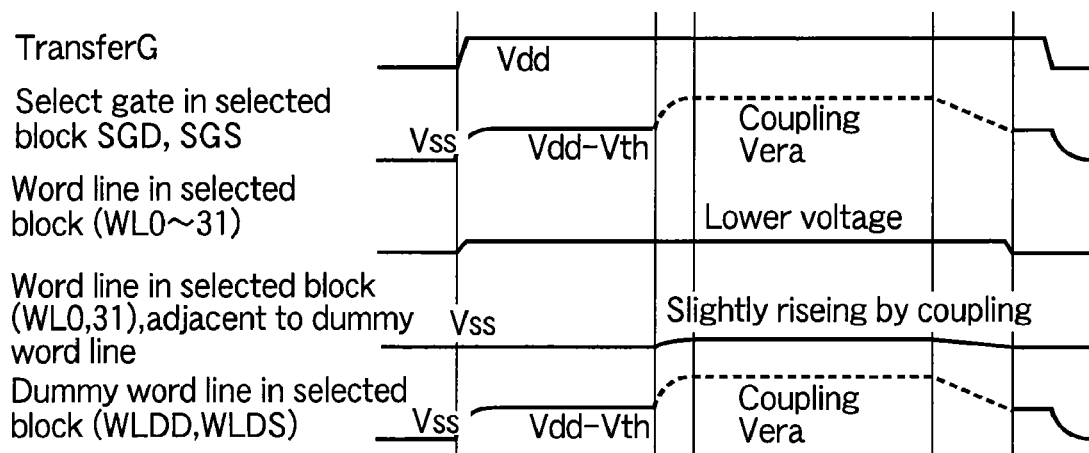 TransferG
Vdd
Select gate in selected
block SGD, SGS
Vss
Vdd-Vth
Coupling
Vera
Word line in selected
block (WL0~31)
Lower voltage
Word line in selected block
(WL0,31),adjacent to dummy
word line
Vss
Slightly riseing by coupling
Dummy word line in selected
block (WLDD,WLDS)
Vss
Vdd-Vth
Coupling
Vera